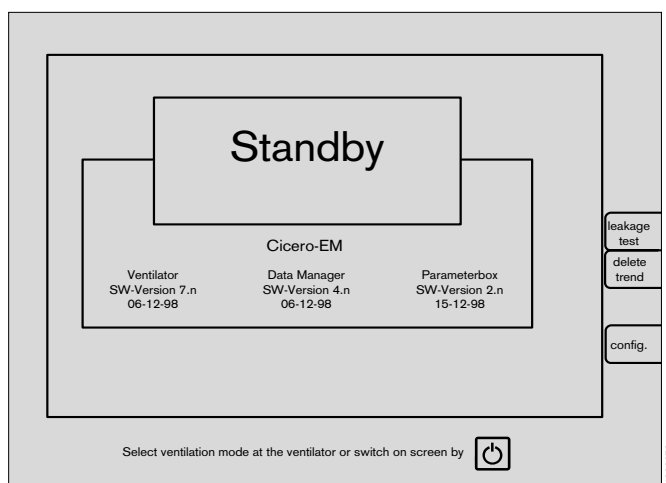 Standby
Cicero-EM
Ventilator
SW-Version 7.n
06-12-98
Data Manager
SW-Version 4.n
06-12-98
Parameterbox
SW-Version 2.n
15-12-98
leakage
test
delete
trend
config.
Select ventilation mode at the ventilator or switch on screen by